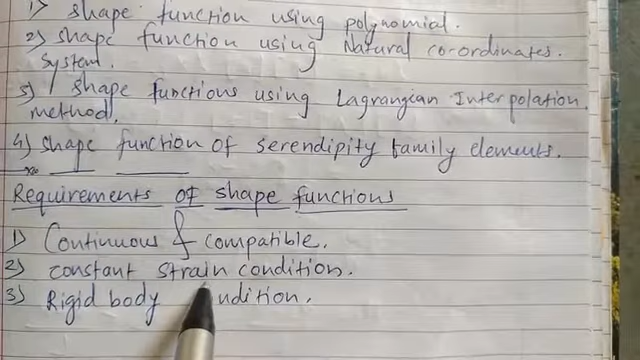 1) shape function using polynomial.
2) shape function using Natural co-ordinates.
system.
3) shape functions using Lagrangian Interpolation
method.
4) shape function of serendipity family elements.
Requirements of shape functions
1) Continuous & compatible.
2) constant strain condition.
3) Rigid body ndition.